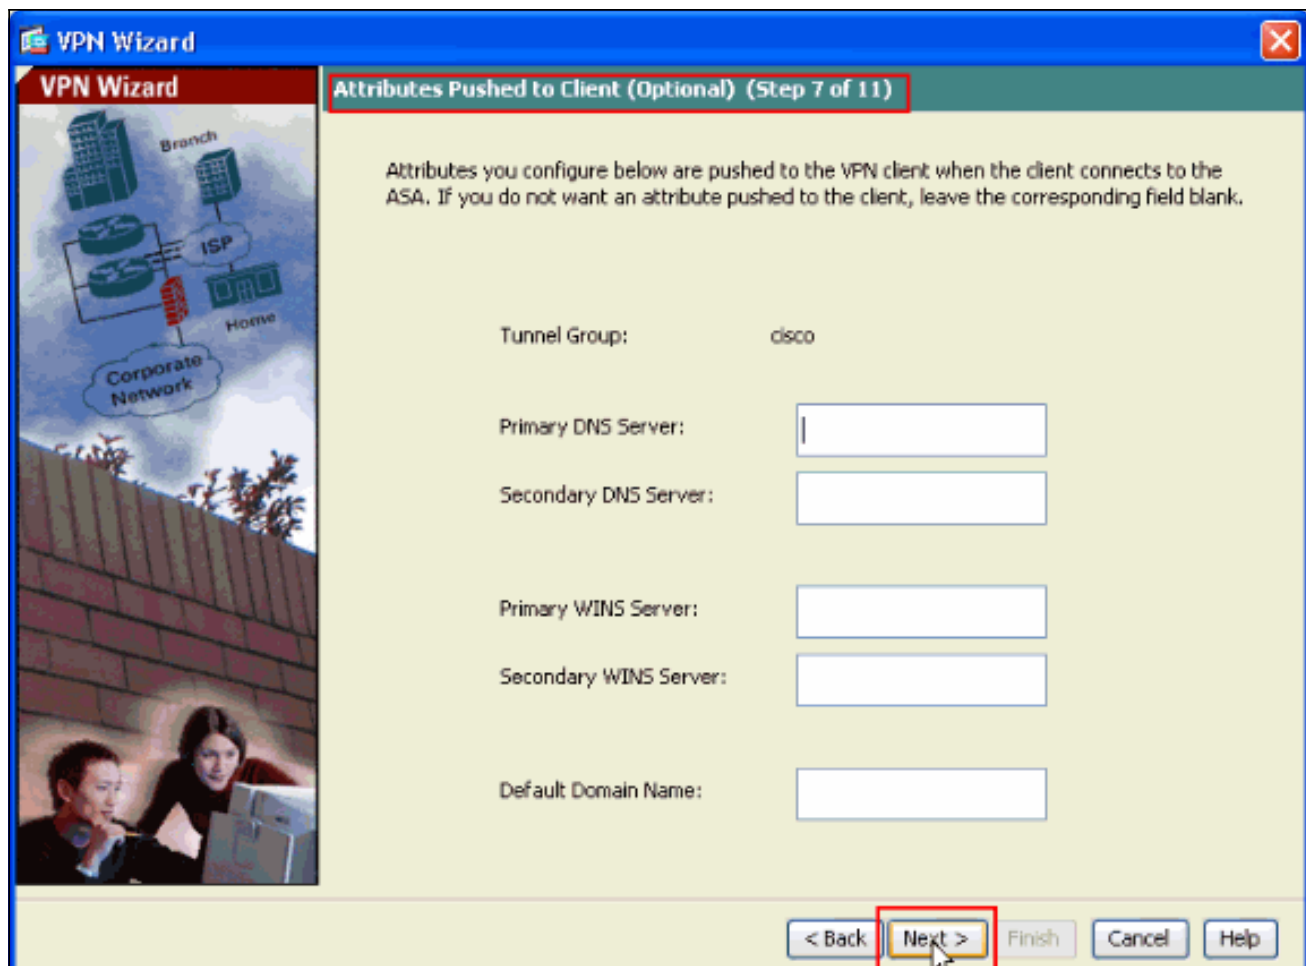 VPN Wizard
VPN Wizard
Attributes Pushed to Client (Optional) (Step 7 of 11)
Branch
ISP
Home
Corporate
Network
Attributes you configure below are pushed to the VPN client when the client connects to the
ASA. If you do not want an attribute pushed to the client, leave the corresponding field blank.
Tunnel Group: cisco
Primary DNS Server:
Secondary DNS Server:
Primary WINS Server:
Secondary WINS Server:
Default Domain Name:
< Back Next > Finish Cancel Help